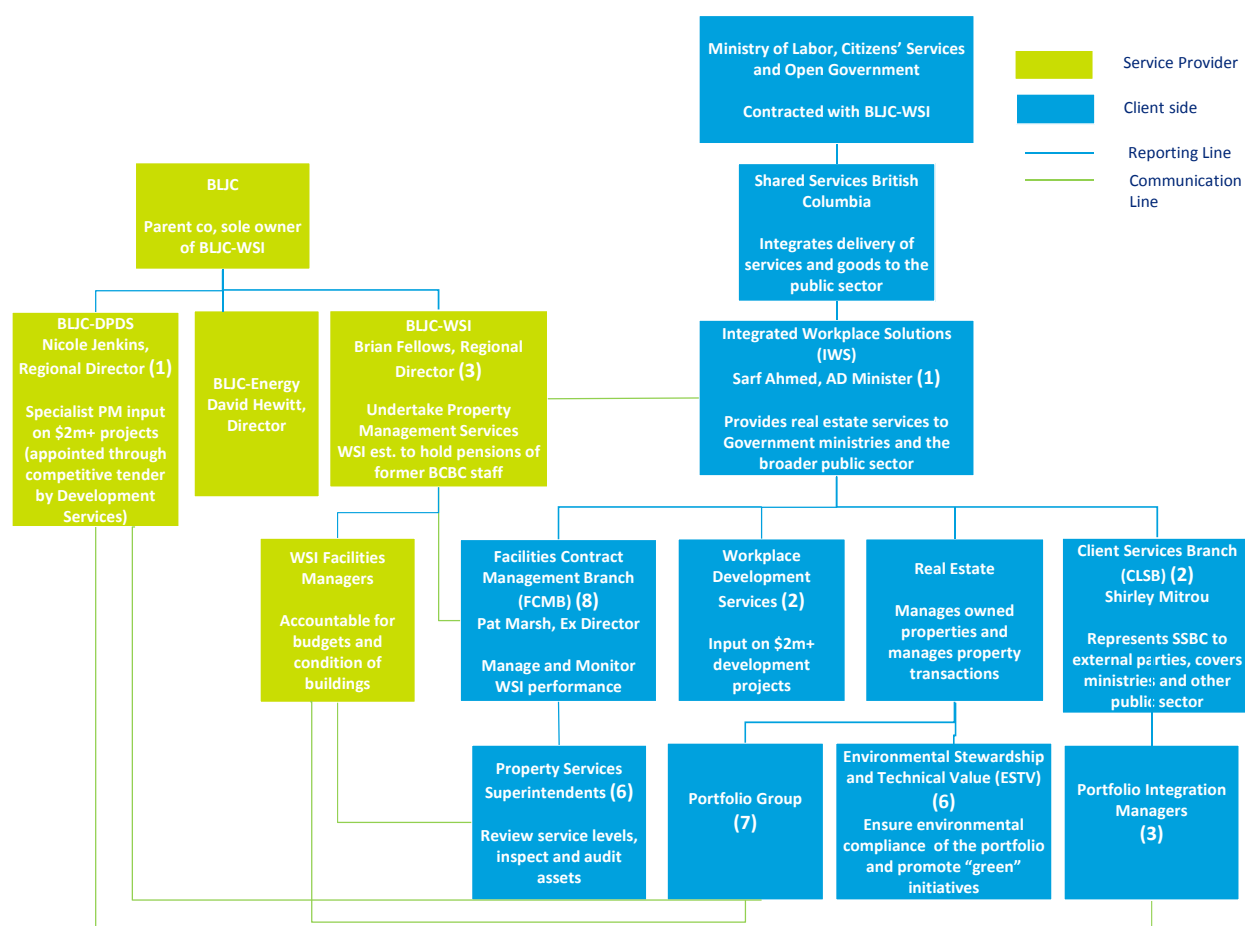 Ministry of Labor, Citizens' Services
and Open Government
Contracted with BLJC-WSI
Service Provider
Client side
Reporting Line
Communication
Line
BLJC
Parent co, sole owner
of BLJC-WSI
Shared Services British
Columbia
Integrates delivery of
services and goods to the
public sector
BLJC-DPDS
Nicole Jenkins,
Regional Director (1)
Specialist PM input
on $2m+ projects
(appointed through
competitive tender
by Development
Services)
BLJC-Energy
David Hewitt,
Director
BLJC-WSI
Brian Fellows, Regional
Director (3)
Undertake Property
Management Services
WSI est. to hold pensions of
former BCBC staff
Integrated Workplace Solutions
(IWS)
Sarf Ahmed, AD Minister (1)
Provides real estate services to
Government ministries and the
broader public sector
WSI Facilities
Managers
Accountable for
budgets and
condition of
buildings
Facilities Contract
Management Branch
(FCMB) (8)
Pat Marsh, Ex Director
Manage and Monitor
WSI performance
Workplace
Development
Services (2)
Input on $2m+
development
projects
Real Estate
Manages owned
properties and
manages property
transactions
Client Services Branch
(CLSB) (2)
Shirley Mitrou
Represents SSBC to
external parties, covers
ministries and other
public sector
Property Services
Superintendents (6)
Review service levels,
inspect and audit
assets
Portfolio Group
(7)
Environmental Stewardship
and Technical Value (ESTV)
(6)
Ensure environmental
compliance of the portfolio
and promote “green”
initiatives
Portfolio Integration
Managers
(3)